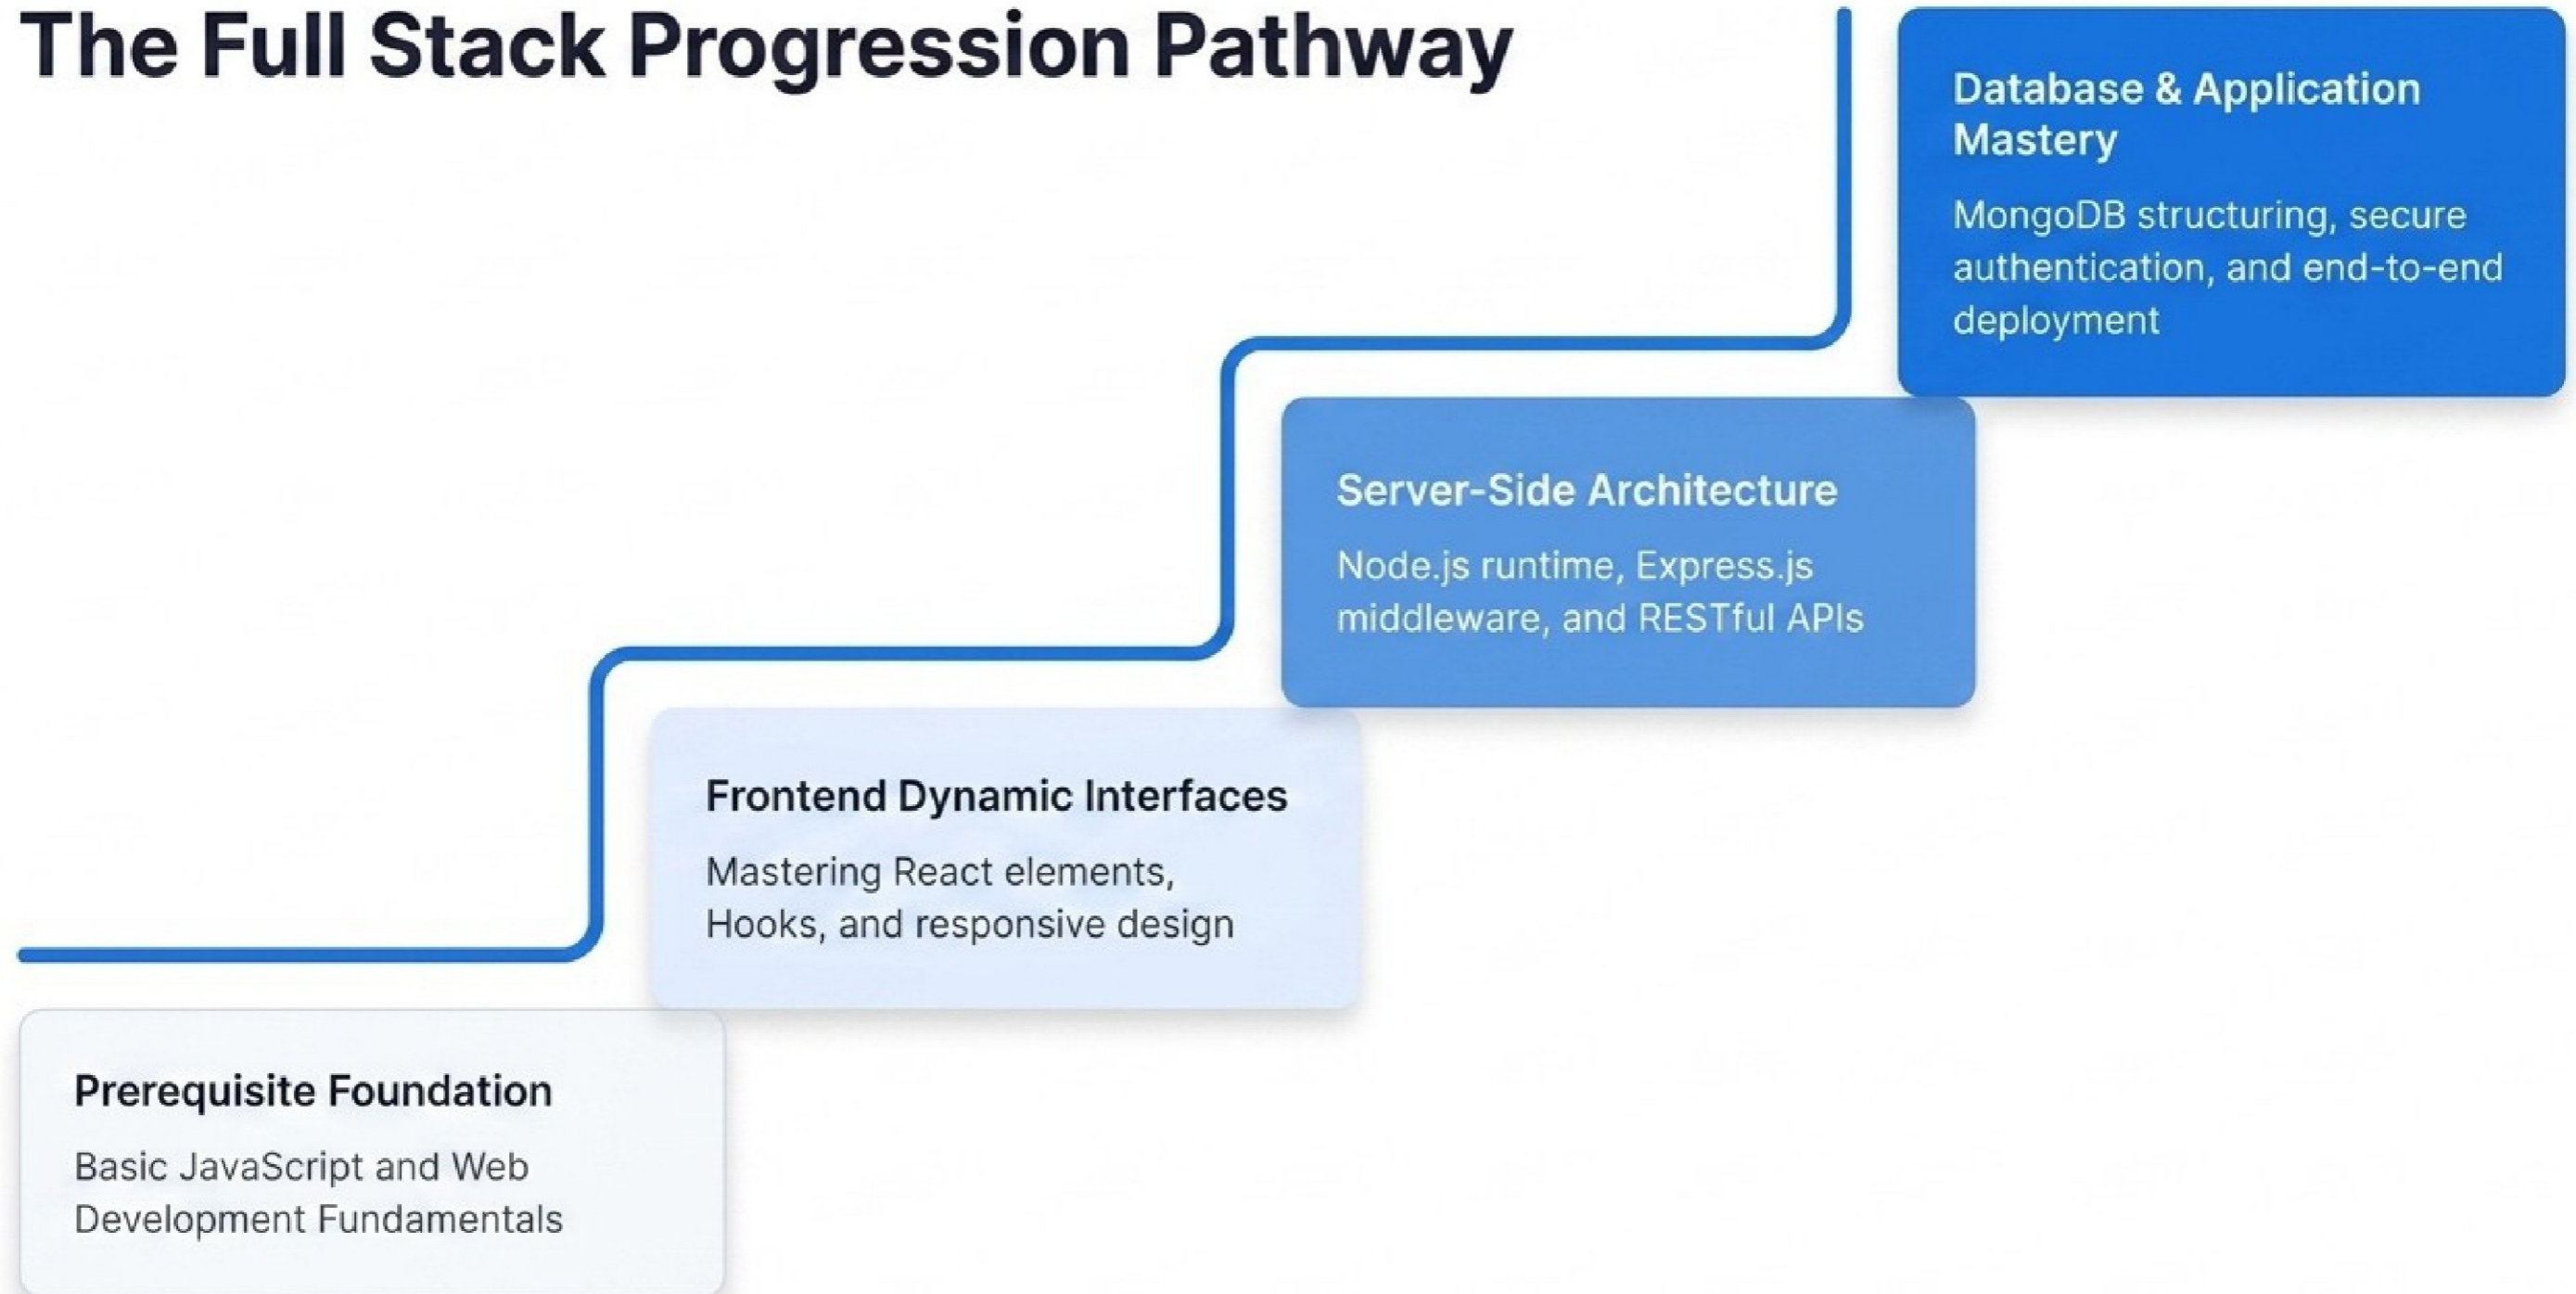 The Full Stack Progression Pathway
Database & Application
Mastery
MongoDB structuring, secure
authentication, and end-to-end
deployment
Server-Side Architecture
Node.js runtime, Express.js
middleware, and RESTful APIs
Frontend Dynamic Interfaces
Mastering React elements,
Hooks, and responsive design
Prerequisite Foundation
Basic JavaScript and Web
Development Fundamentals